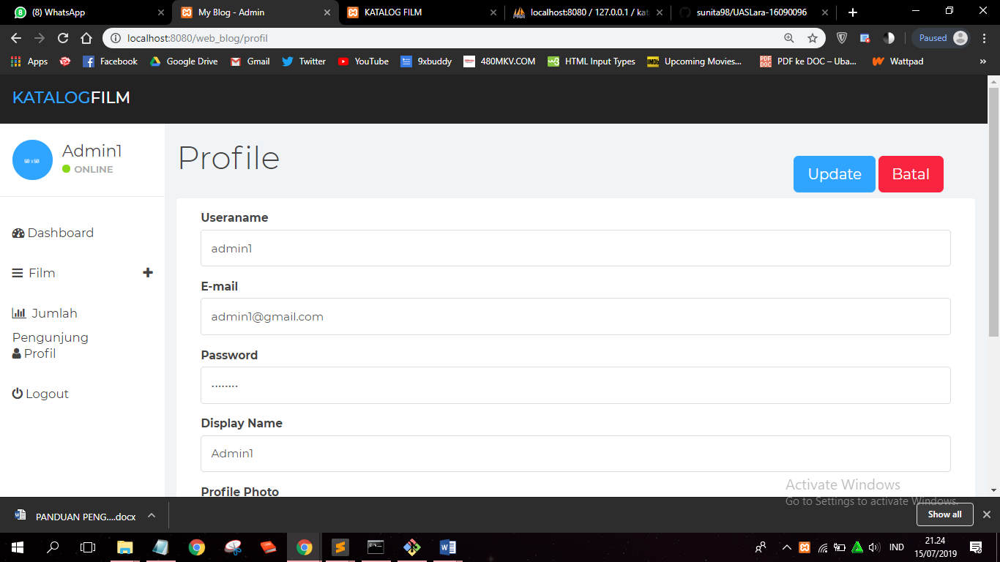 (8) WhatsApp
My Blog - Admin
KATALOG FILM
localhost:8080 / 127.0.0.1 / kat
sunita98/UASLara-16090096
localhost:8080/web_blog/profil
Paused
Apps
Facebook
Google Drive
Gmail
Twitter
YouTube
9xbuddy
480MKV.COM
HTML Input Types
Upcoming Movies...
PDF ke DOC – Uba...
Wattpad
KATALOGFILM
Admin1
ONLINE
Dashboard
Film
Jumlah
Pengunjung
Profil
Logout
Profile
Update
Batal
Useraname
admin1
E-mail
admin1@gmail.com
Password
........
Display Name
Admin1
Profile Photo
Activate Windows
Go to Settings to activate Windows.
PANDUAN PENG....docx
Show all
IND
21.24
15/07/2019